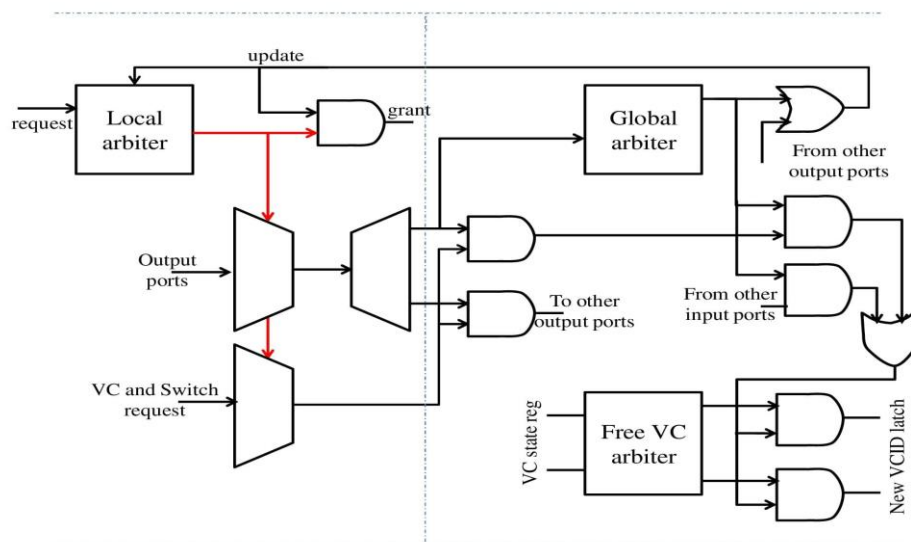 update
request
Local
arbiter
grant
Global
arbiter
From other
output ports
Output
ports
To other
output ports
From other
input ports
VC and Switch
request
VC state reg
Free VC
arbiter
New VCID latch